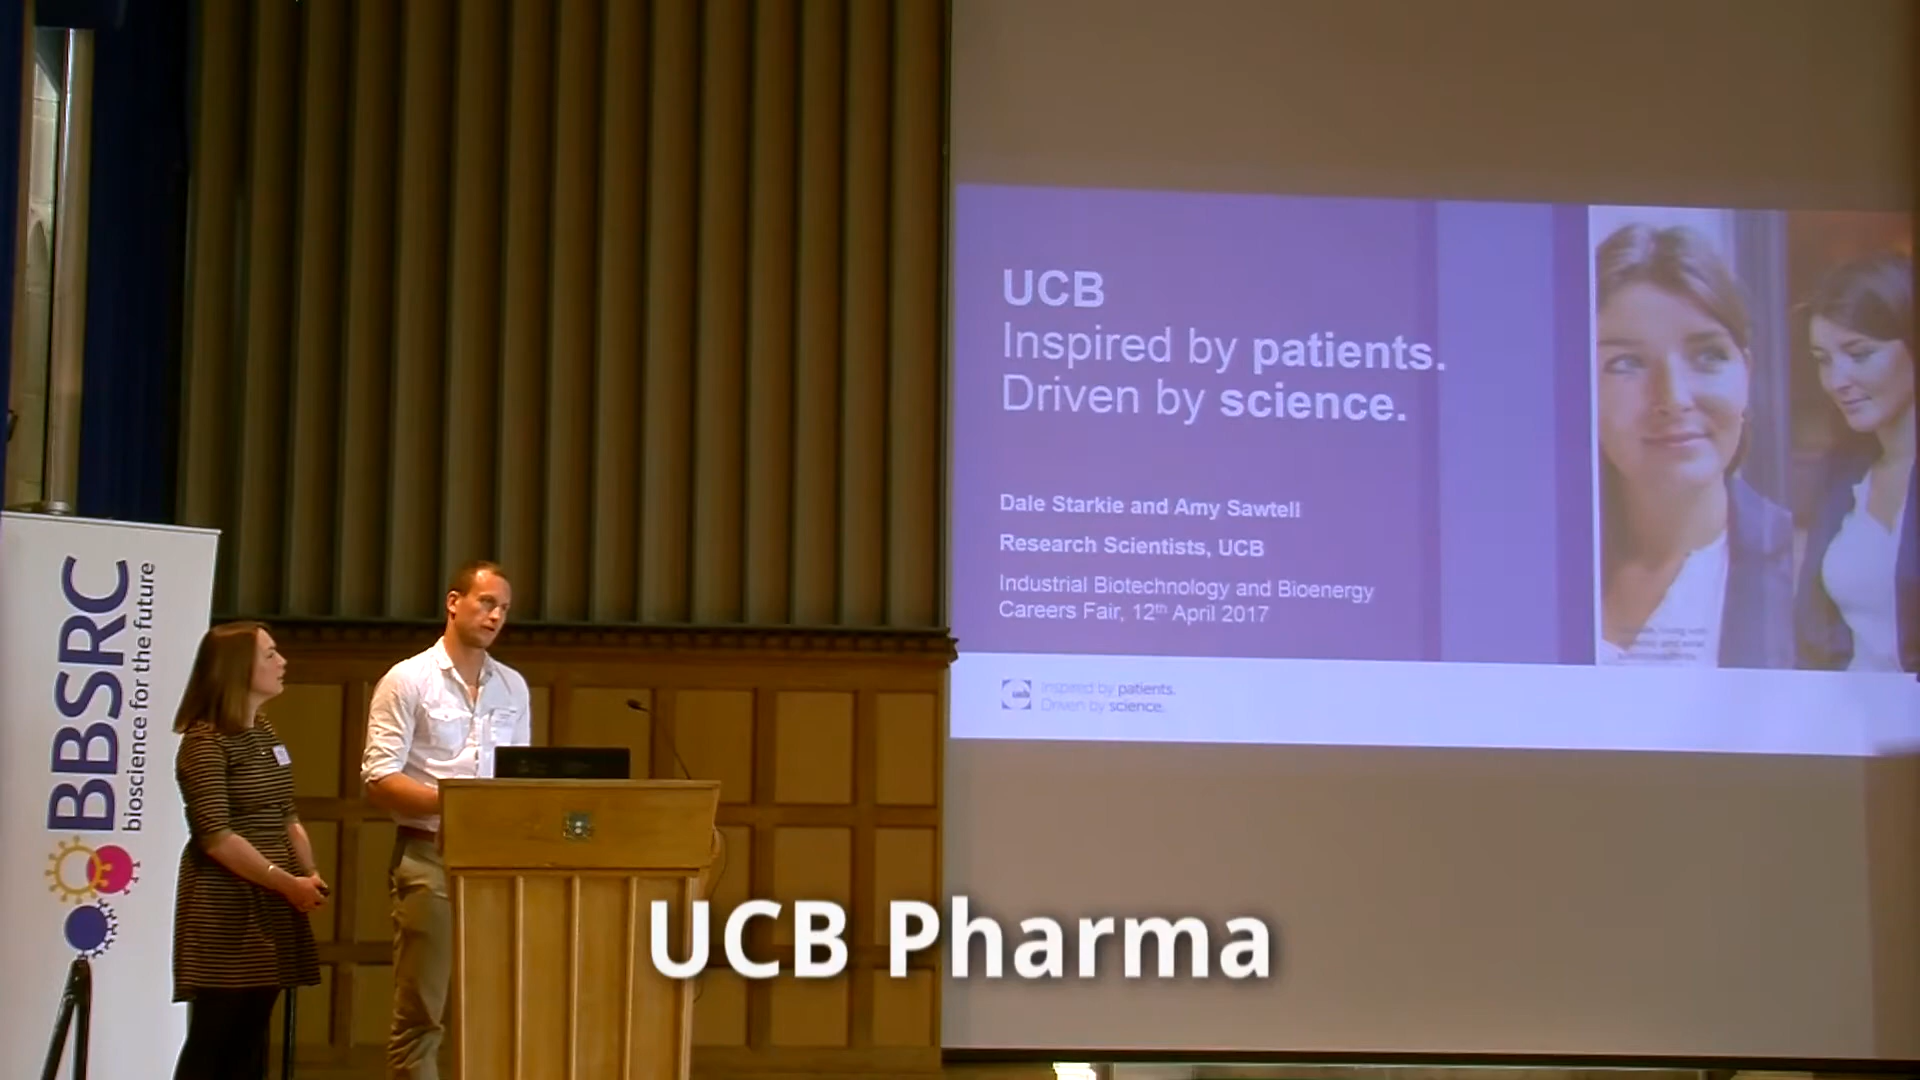 BBSRC
bioscience for the future
UCB
Inspired by patients.
Driven by science.
Dale Starkie and Amy Sawtell
Research Scientists, UCB
Industrial Biotechnology and Bioenergy
Careers Fair, 12th April 2017
ucb
Inspired by patients.
Driven by science.
UCB Pharma